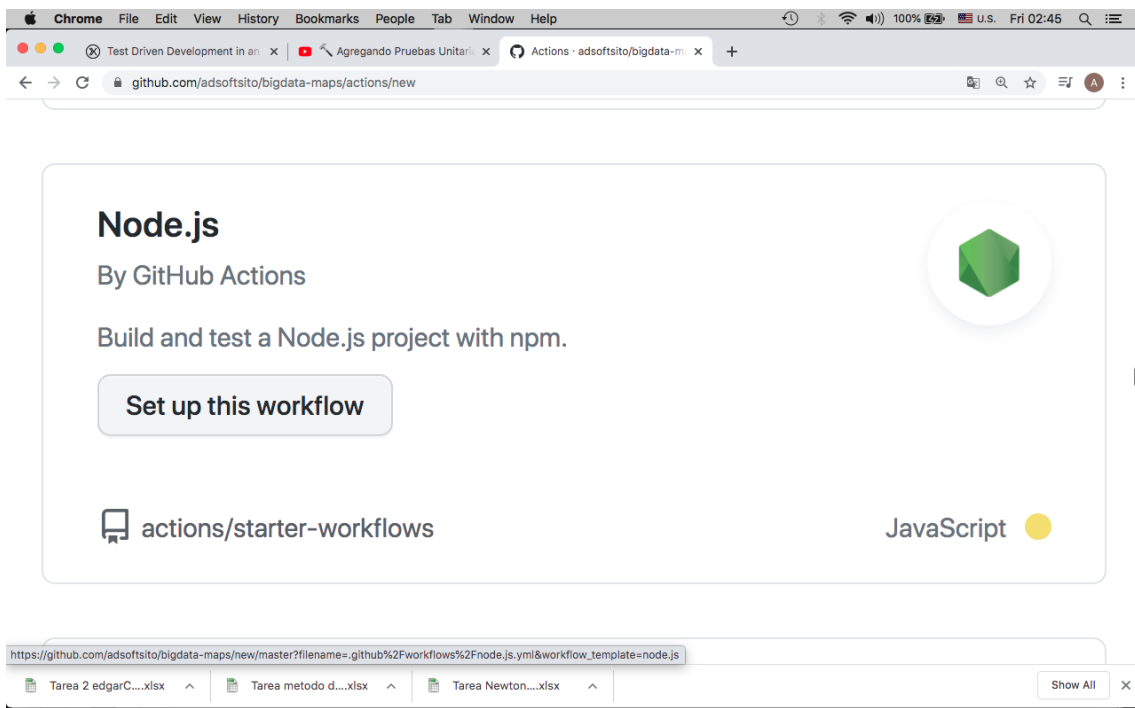 Chrome File Edit View History Bookmarks People Tab Window Help 100% U.S. Fri 02:45
Test Driven Development in an Agregando Pruebas Unitari Actions · adsoftsito/bigdata-m
github.com/adsoftsito/bigdata-maps/actions/new A
Node.js
By GitHub Actions
Build and test a Node.js project with npm.
Set up this workflow
actions/starter-workflows JavaScript
https://github.com/adsoftsito/bigdata-maps/new/master?filename=.github%2Fworkflows%2Fnode.js.yml&workflow_template=node.js
Tarea 2 edgarC....xlsx Tarea metodo d....xlsx Tarea Newton....xlsx Show All